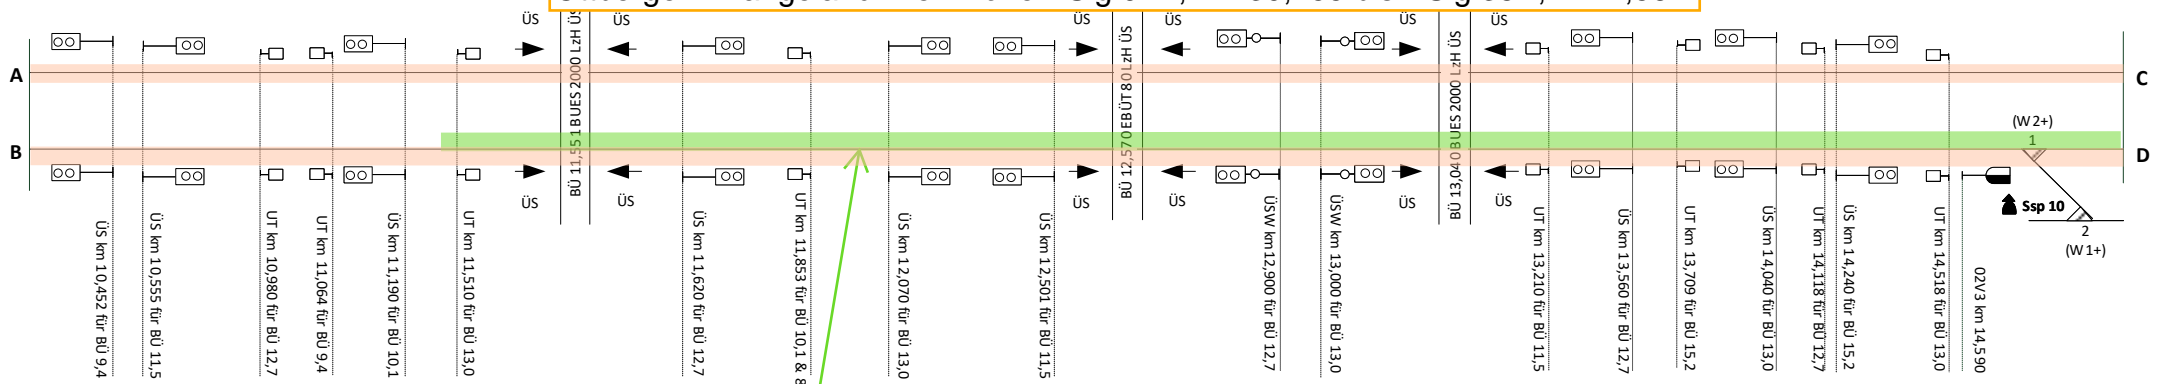 ÜS
ÜS
ÜS
ÜS
ÜS
ÜS
A
C
B
D
BÜ 11,551 BUES 2000 LzH ÜS
BÜ 12,570 EBÜT 80 LzH ÜS
BÜ 13,040 BUES 2000 LzH ÜS
(W 2+)
1
Ssp 10
2
(W 1+)
ÜS
ÜS
ÜS
ÜS
ÜS
ÜS
ÜS km 10,452 für BÜ 9,4
ÜS km 10,555 für BÜ 11,5
UT km 10,980 für BÜ 12,7
UT km 11,064 für BÜ 9,4
ÜS km 11,190 für BÜ 10,1
UT km 11,510 für BÜ 13,0
ÜS km 11,620 für BÜ 12,7
UT km 11,853 für BÜ 10,1 & 8
ÜS km 12,070 für BÜ 13,0
ÜS km 12,501 für BÜ 11,5
ÜSW km 12,900 für BÜ 12,7
ÜSW km 13,000 für BÜ 13,0
UT km 13,210 für BÜ 11,5
ÜS km 13,560 für BÜ 12,7
UT km 13,709 für BÜ 15,2
ÜS km 14,040 für BÜ 13,0
UT km 14,118 für BÜ 12,7
ÜS km 14,240 für BÜ 15,2
UT km 14,518 für BÜ 13,0
02V3 km 14,590